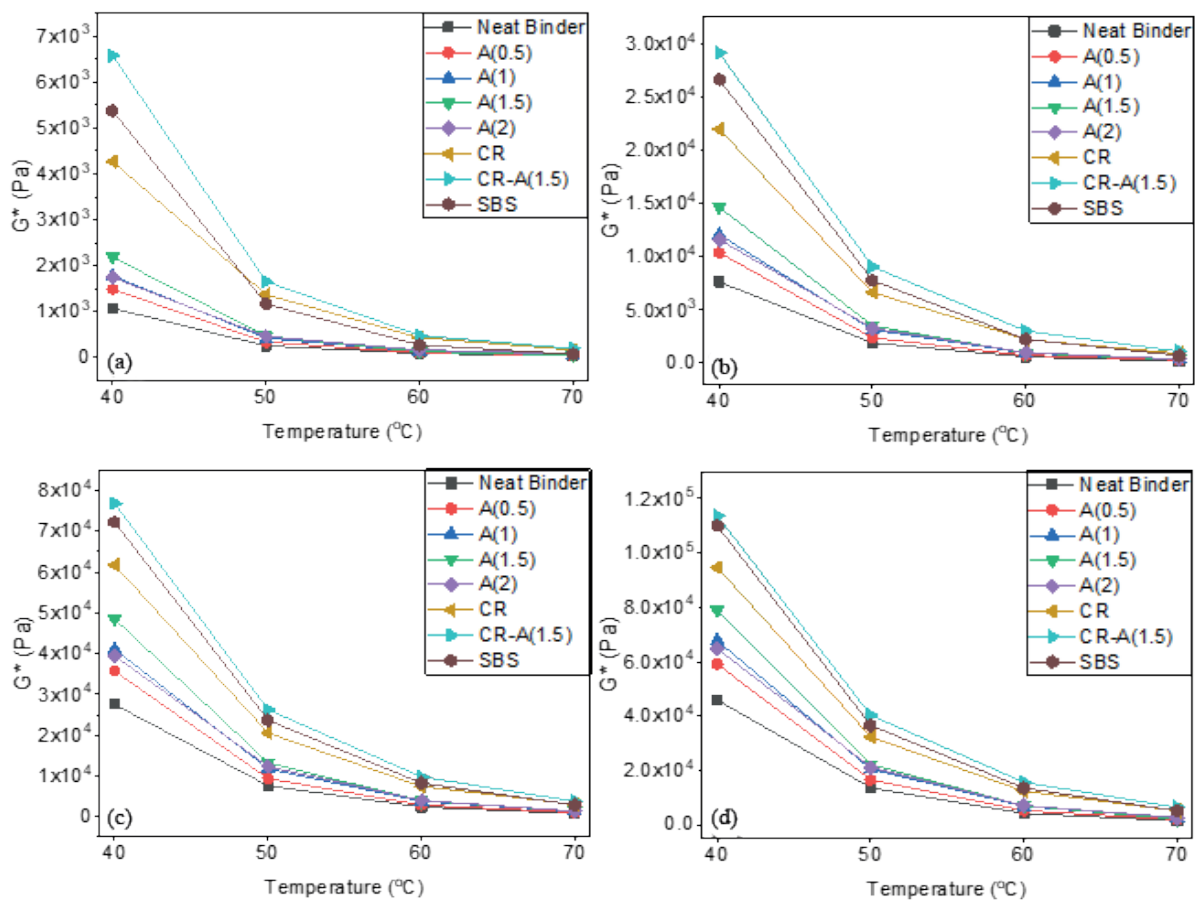 7x10³
6x10³
5x10³
4x10³
3x10³
2x10³
1x10³
0
G* (Pa)
Neat Binder
A(0.5)
A(1)
A(1.5)
A(2)
CR
CR-A(1.5)
SBS
(a)
40 50 60 70
Temperature (°C)
3.0x10⁴
2.5x10⁴
2.0x10⁴
1.5x10⁴
1.0x10⁴
5.0x10³
0.0
G* (Pa)
Neat Binder
A(0.5)
A(1)
A(1.5)
A(2)
CR
CR-A(1.5)
SBS
(b)
40 50 60 70
Temperature (°C)
8x10⁴
7x10⁴
6x10⁴
5x10⁴
4x10⁴
3x10⁴
2x10⁴
1x10⁴
0
G* (Pa)
Neat Binder
A(0.5)
A(1)
A(1.5)
A(2)
CR
CR-A(1.5)
SBS
(c)
40 50 60 70
Temperature (°C)
1.2x10⁵
1.0x10⁵
8.0x10⁴
6.0x10⁴
4.0x10⁴
2.0x10⁴
0.0
G* (Pa)
Neat Binder
A(0.5)
A(1)
A(1.5)
A(2)
CR
CR-A(1.5)
SBS
(d)
40 50 60 70
Temperature (°C)